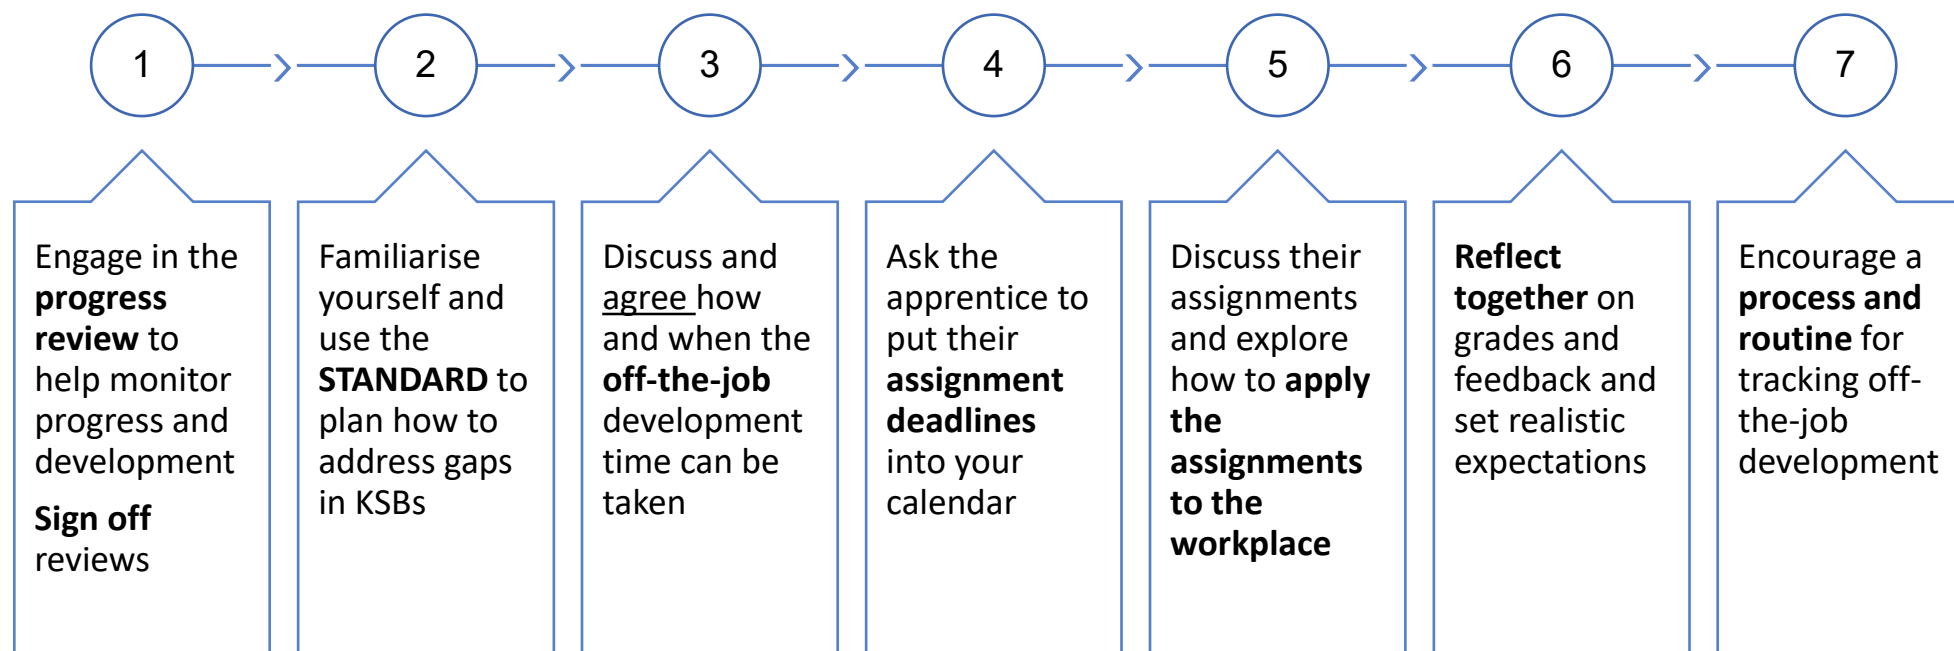 1
2
3
4
5
6
7
Engage in the
progress
review to
help monitor
progress and
development
Sign off
reviews
Familiarise
yourself and
use the
STANDARD to
plan how to
address gaps
in KSBs
Discuss and
agree how
and when the
off-the-job
development
time can be
taken
Ask the
apprentice to
put their
assignment
deadlines
into your
calendar
Discuss their
assignments
and explore
how to apply
the
assignments
to the
workplace
Reflect
together on
grades and
feedback and
set realistic
expectations
Encourage a
process and
routine for
tracking off-
the-job
development